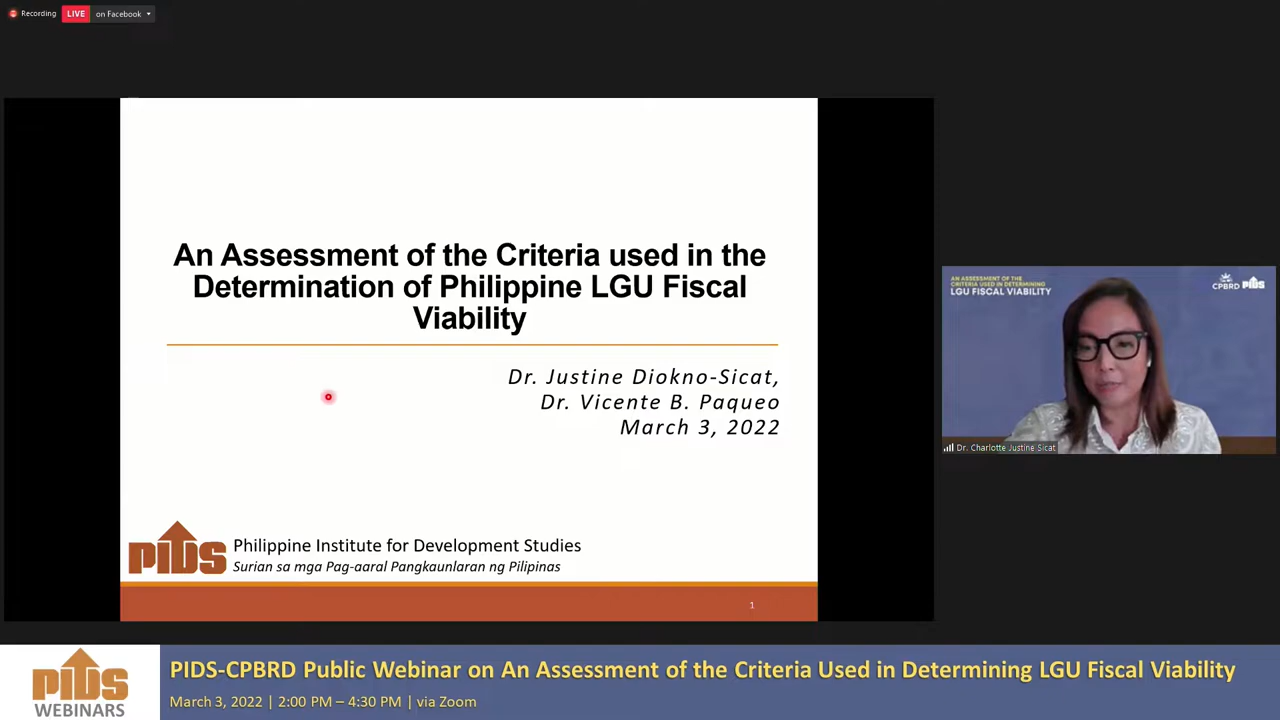 Recording
LIVE
on Facebook
An Assessment of the Criteria used in the
Determination of Philippine LGU Fiscal
Viability
Dr. Justine Diokno-Sicat,
Dr. Vicente B. Paqueo
March 3, 2022
PIDS
Philippine Institute for Development Studies
Surian sa mga Pag-aaral Pangkaunlaran ng Pilipinas
1
AN ASSESSMENT OF THE
CRITERIA USED IN DETERMINING
LGU FISCAL VIABILITY
CPBRD PIDS
Dr. Charlotte Justine Sicat
PIDS
WEBINARS
PIDS-CPBRD Public Webinar on An Assessment of the Criteria Used in Determining LGU Fiscal Viability
March 3, 2022 | 2:00 PM – 4:30 PM | via Zoom